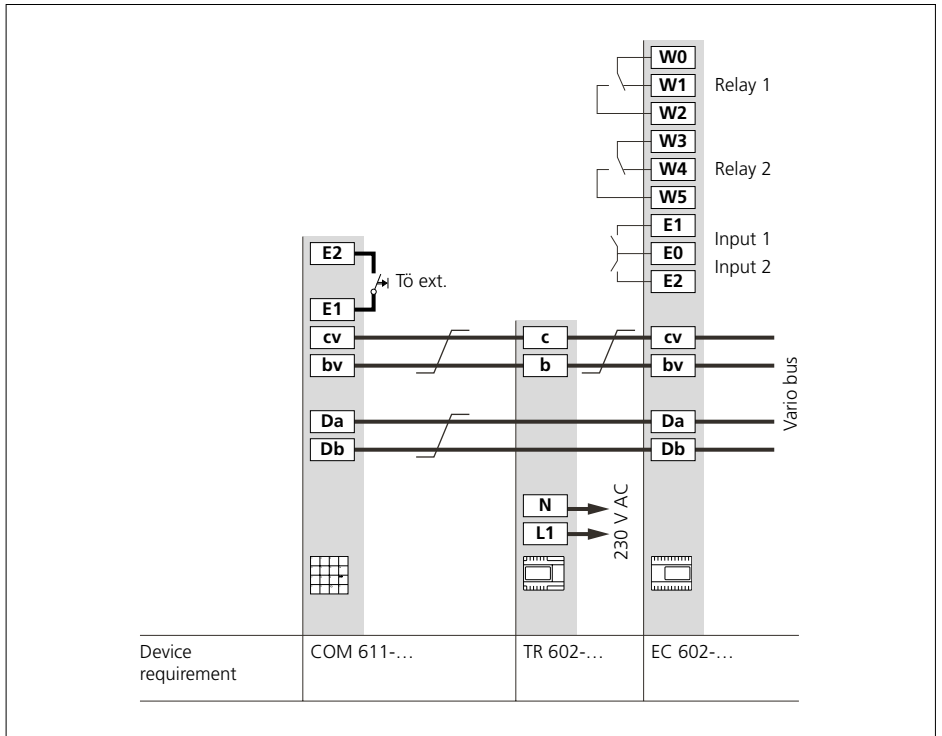 W0
W1 Relay 1
W2
W3
W4 Relay 2
W5
E1
Input 1
E2 E0
Tö ext. Input 2
E2
E1
cv c cv
bv b bv
Vario bus
Da Da
Db Db
N
L1
230 V AC
Device requirement COM 611-… TR 602-… EC 602-…